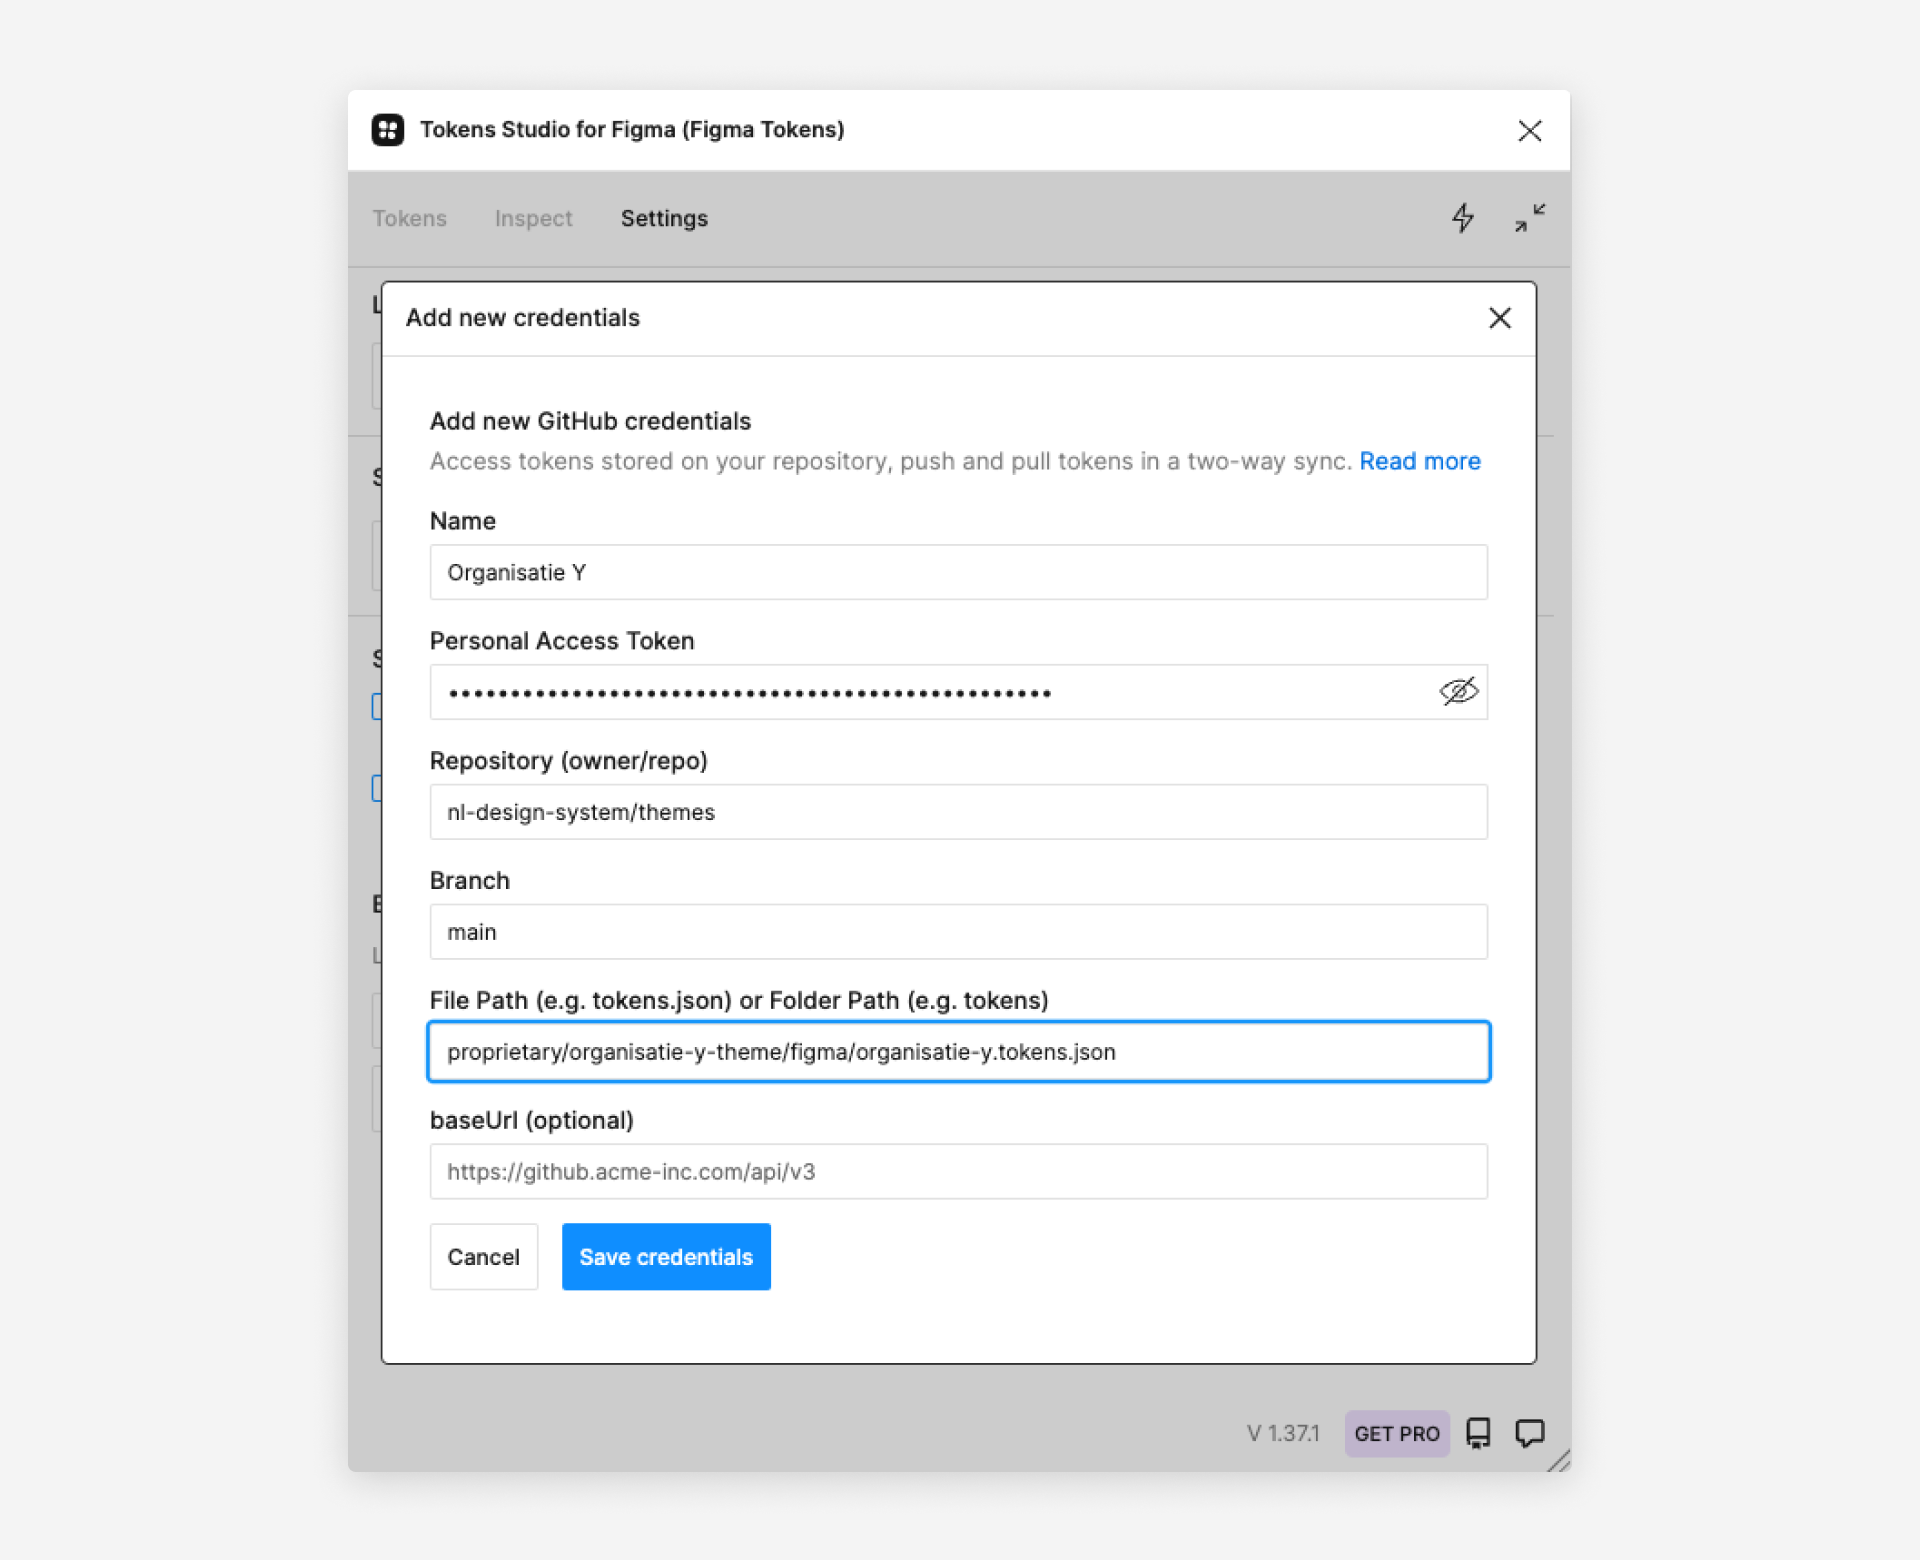 Tokens Studio for Figma (Figma Tokens)
Tokens Inspect Settings
Add new credentials
Add new GitHub credentials
Access tokens stored on your repository, push and pull tokens in a two-way sync. Read more
Name
Organisatie Y
Personal Access Token
•••••••••••••••••••••••••••••••••••••••••••••••••
Repository (owner/repo)
nl-design-system/themes
Branch
main
File Path (e.g. tokens.json) or Folder Path (e.g. tokens)
proprietary/organisatie-y-theme/figma/organisatie-y.tokens.json
baseUrl (optional)
https://github.acme-inc.com/api/v3
Cancel Save credentials
V 1.37.1 GET PRO